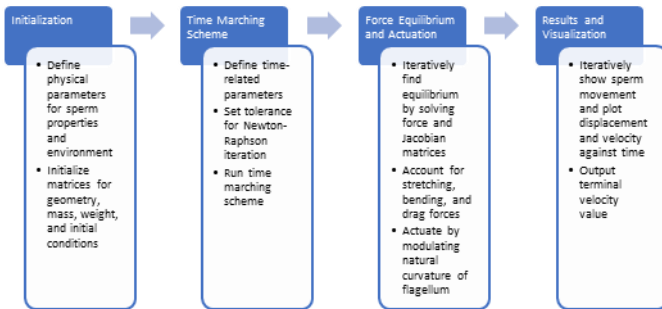 Initialization
• Define
physical
parameters
for sperm
properties
and
environment
• Initialize
matrices for
geometry,
mass, weight,
and initial
conditions
Time Marching
Scheme
• Define time-
related
parameters
• Set tolerance
for Newton-
Raphson
iteration
• Run time
marching
scheme
Force Equilibrium
and Actuation
• Iteratively
find
equilibrium
by solving
force and
Jacobian
matrices
• Account for
stretching,
bending, and
drag forces
• Actuate by
modulating
natural
curvature of
flagellum
Results and
Visualization
• Iteratively
show sperm
movement
and plot
displacement
and velocity
against time
• Output
terminal
velocity
value